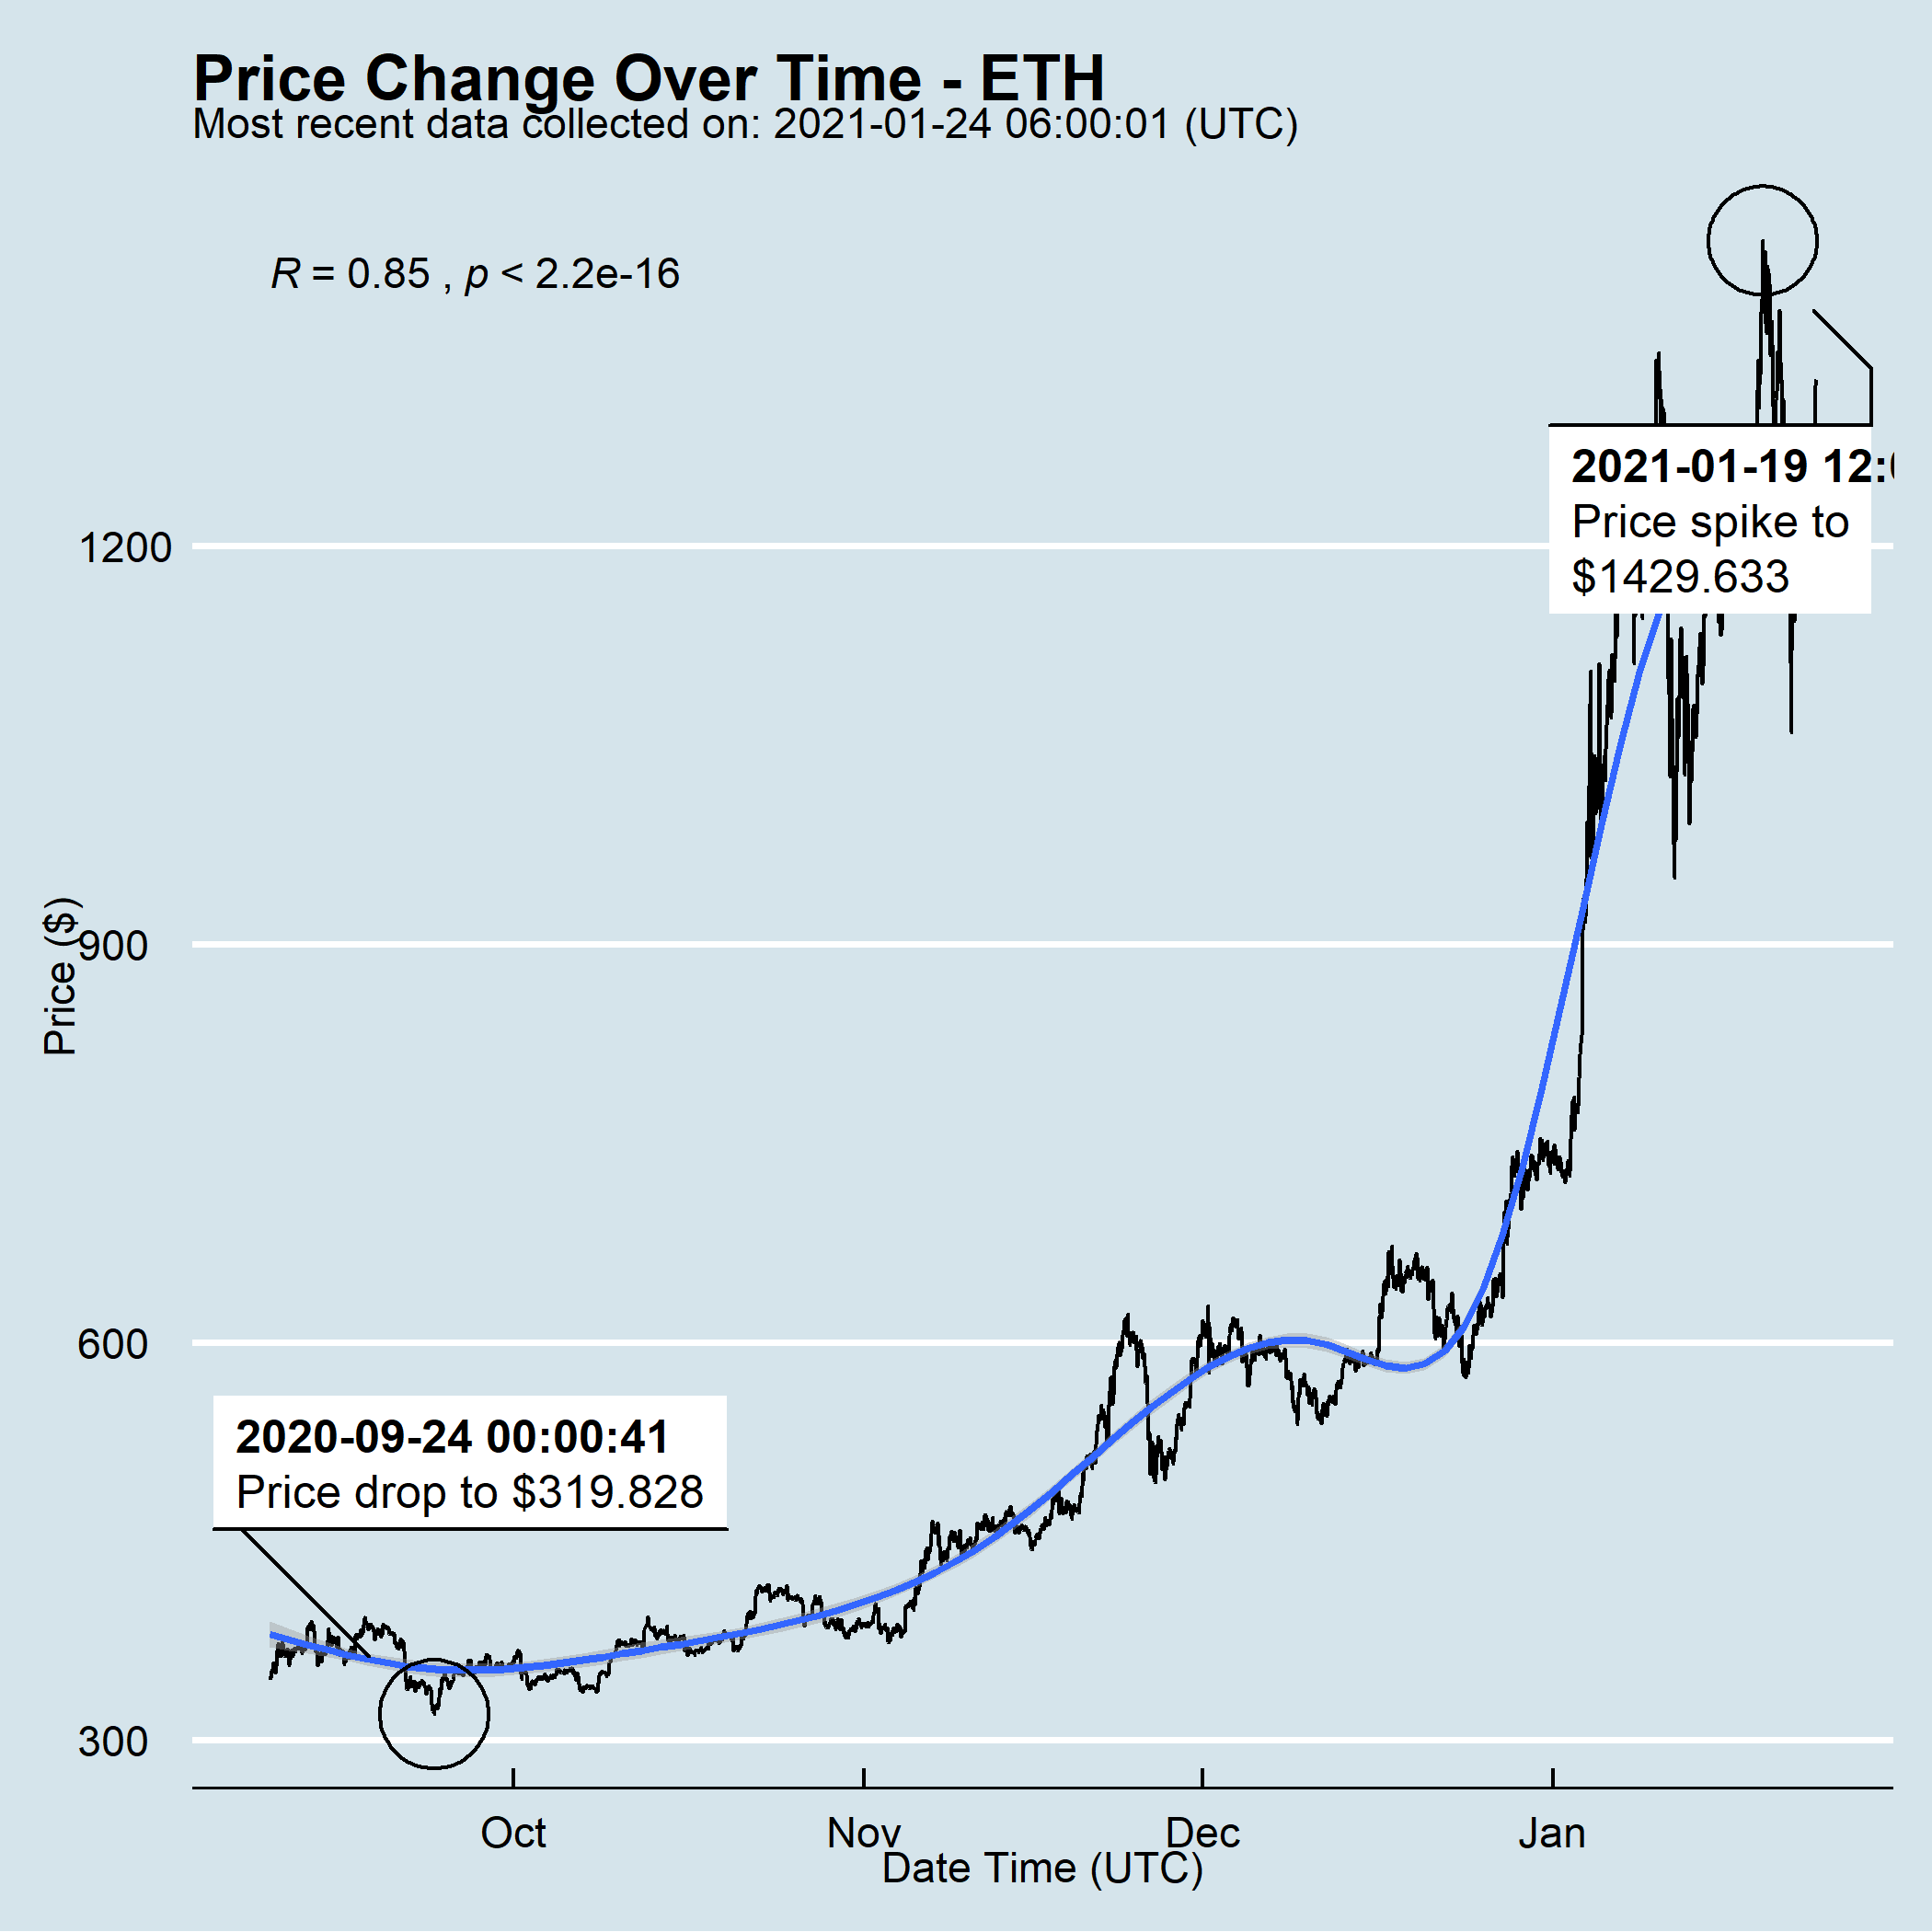 Price Change Over Time - ETH
Most recent data collected on: 2021-01-24 06:00:01 (UTC)
R = 0.85 , p < 2.2e-16
2021-01-19 12:
Price spike to
$1429.633
1200
Price ($)
900
600
2020-09-24 00:00:41
Price drop to $319.828
300
Oct Nov Dec Jan
Date Time (UTC)